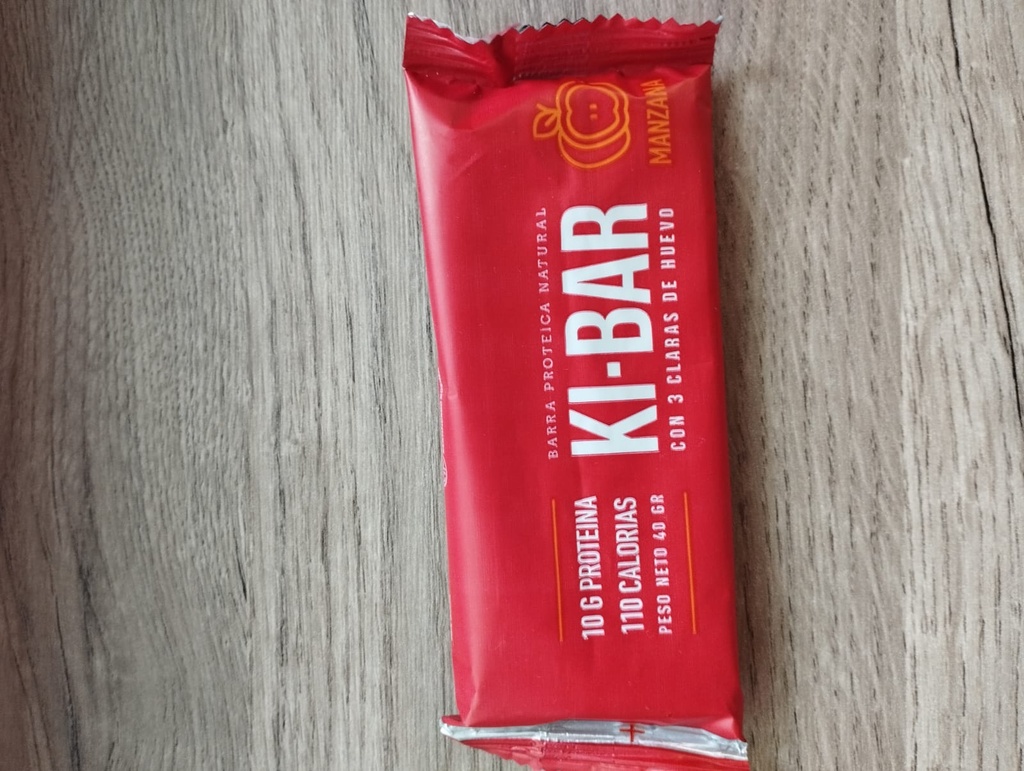 10 G PROTEINA
110 CALORIAS
PESO NETO 40 GR
BARRA PROTEICA NATURAL
KI-BAR
CON 3 CLARAS DE HUEVO
MANZANA